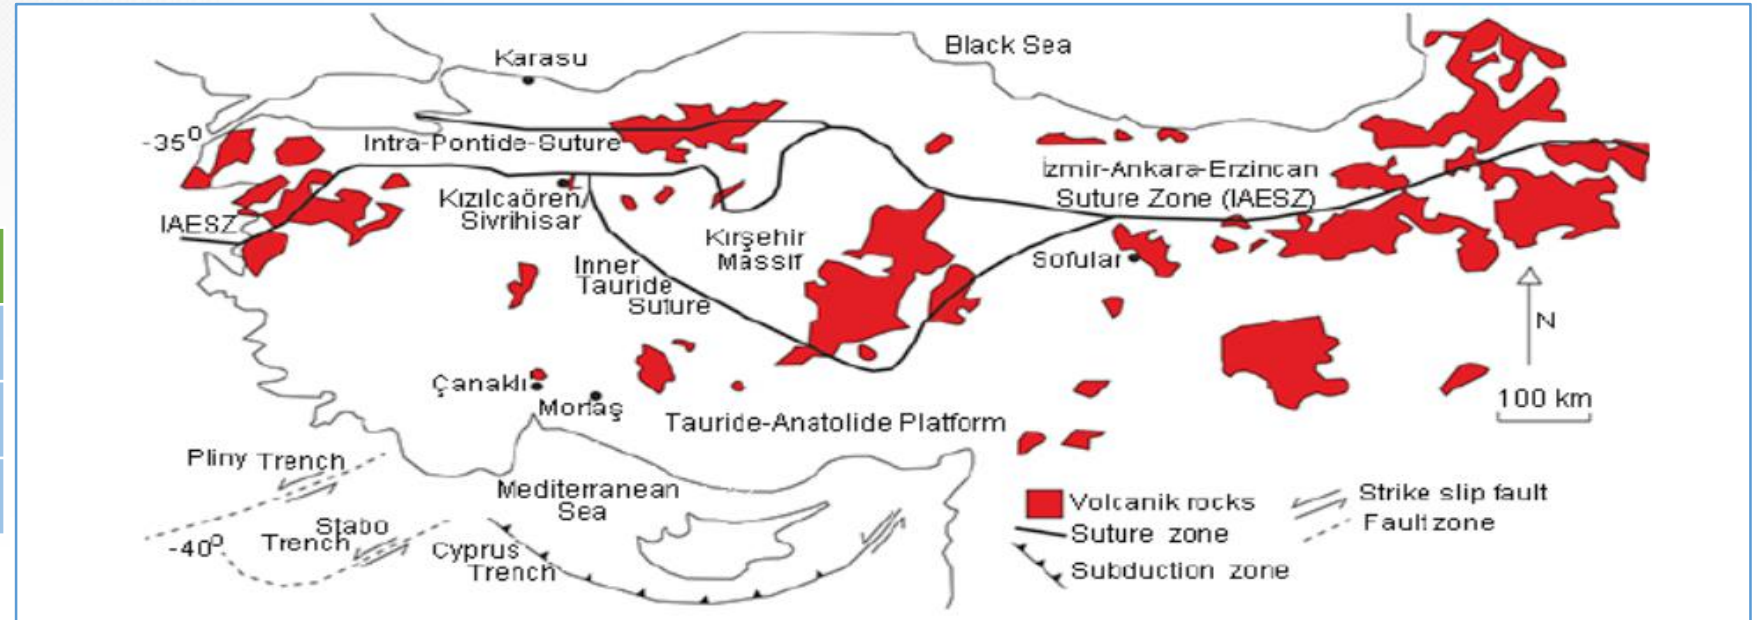 Karasu
Black Sea
-35⁰
Intra-Pontide-Suture
İzmir-Ankara-Erzincan
Suture Zone (IAESZ)
Kızılcaören/
Sivrihisar
IAESZ
Kırşehir
Massif
Sofular
Inner
Tauride
Suture
N
Çanaklı
Mortaş
100 km
Tauride-Anatolide Platform
Pliny Trench
Mediterranean
Sea
Stabo
Trench
-40⁰
Cyprus
Trench
Volcanik rocks
Suture zone
Subduction zone
Strike slip fault
Fault zone